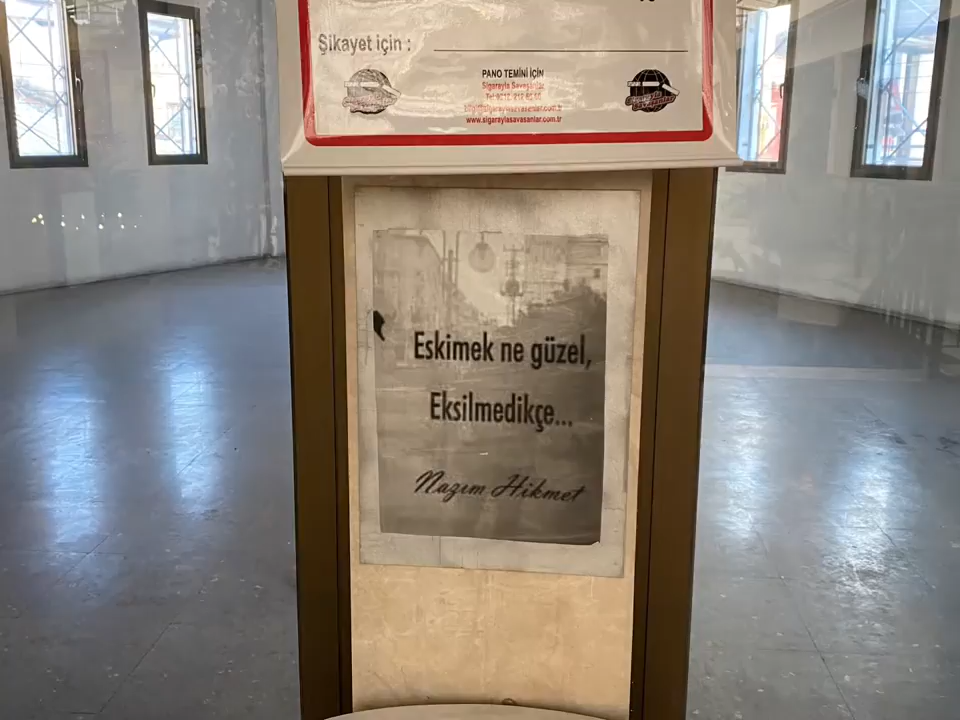 Şikayet için :
PANO TEMİNİ İÇİN
Sigarayla Savaşanlar
www.sigaraylasavasanlar.com.tr
Eskimek ne güzel,
Eksilmedikçe...
Nazım Hikmet